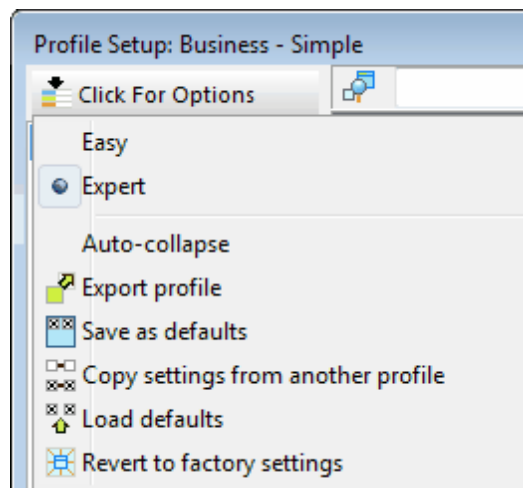 Profile Setup: Business - Simple
Click For Options
Easy
Expert
Auto-collapse
Export profile
Save as defaults
Copy settings from another profile
Load defaults
Revert to factory settings